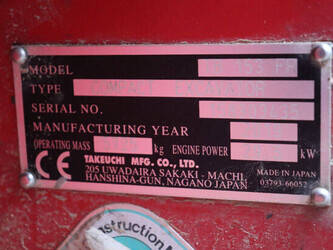 MODEL
TYPE
SERIAL NO.
MANUFACTURING YEAR
OPERATING MASS kg ENGINE POWER kW
CE TAKEUCHI MFG. CO., LTD.
205 UWADAIRA SAKAKI - MACHI, MADE IN JAPAN
HANSHINA-GUN, NAGANO JAPAN 03793-66052